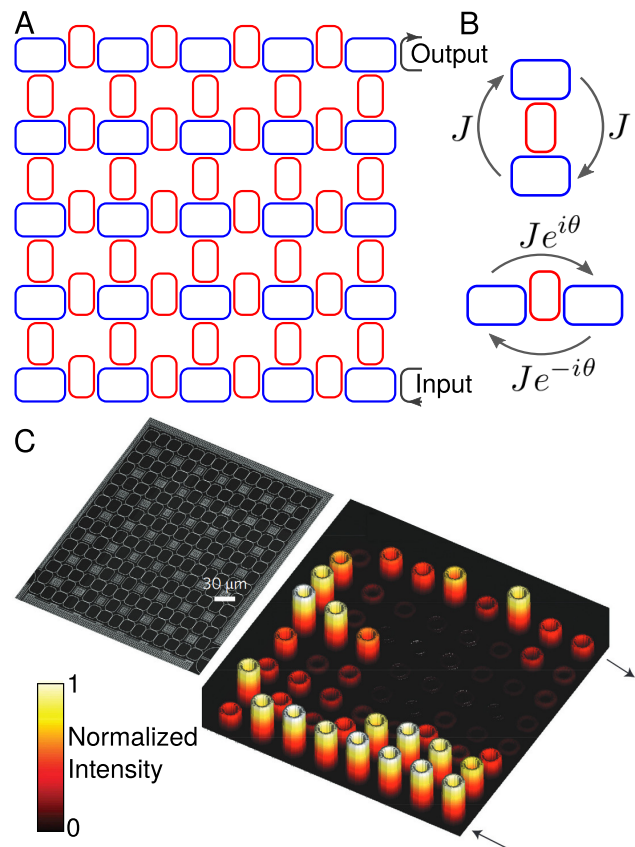 A
B
Output
J
J
Je^{iθ}
Je^{-iθ}
Input
C
30 μm
1
Normalized
Intensity
0